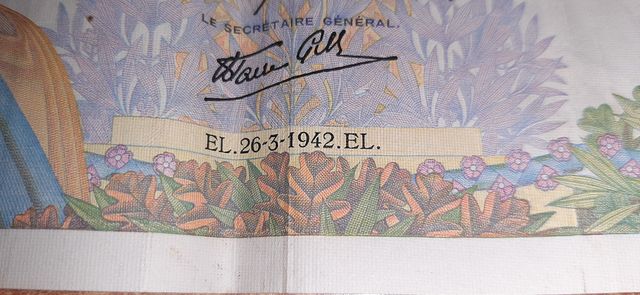 LE SECRÉTAIRE GÉNÉRAL.
EL.26-3-1942.EL.